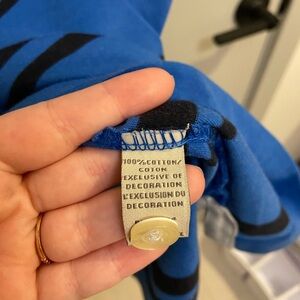 100% COTTON/
COTON
EXCLUSIVE OF
DECORATION
L'EXCLUSION DU
DECORATION